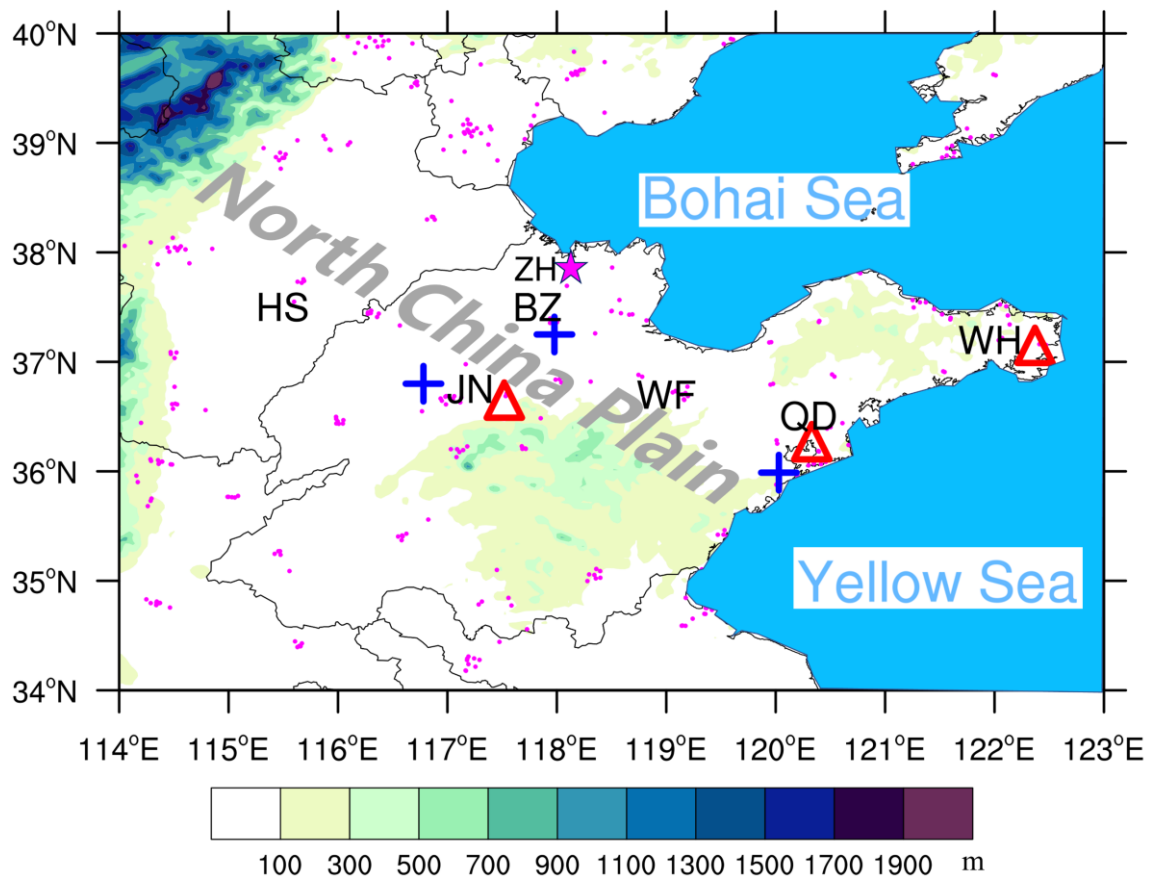 40°N
39°N
38°N
37°N
36°N
35°N
34°N
Bohai Sea
North China Plain
ZH
HS
BZ
WH
JN
WF
QD
Yellow Sea
114°E 115°E 116°E 117°E 118°E 119°E 120°E 121°E 122°E 123°E
100 300 500 700 900 1100 1300 1500 1700 1900 m